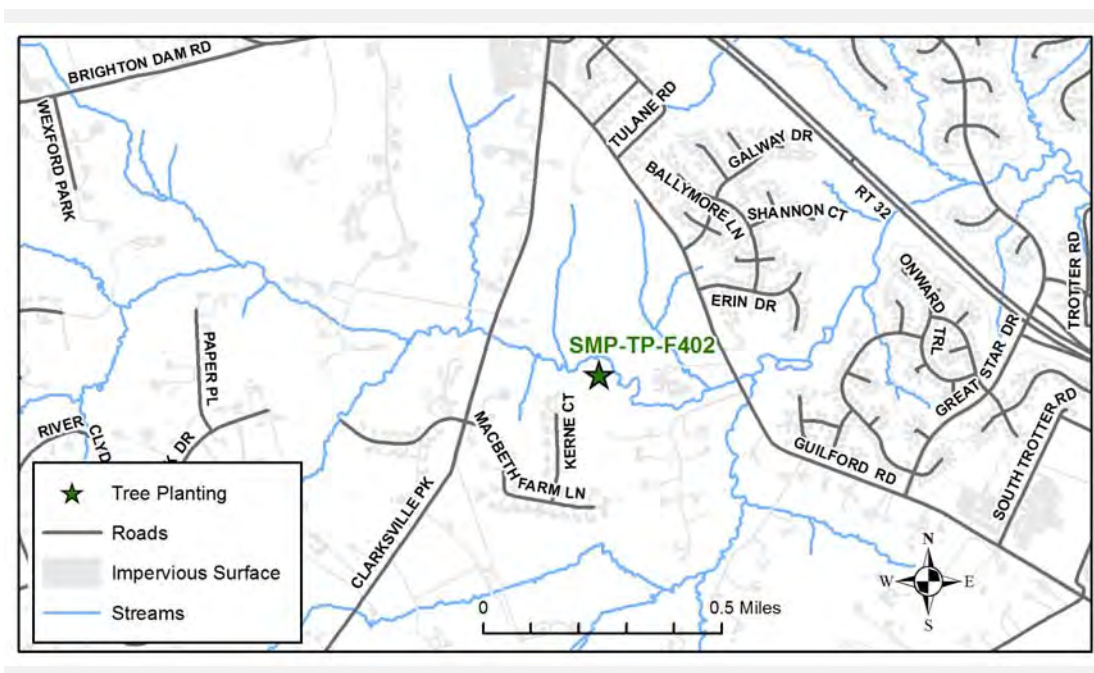 BRIGHTON DAM RD
WEXFORD PARK
TULANE RD
GALWAY DR
BALLYMORE LN
SHANNON CT
RT 32
ERIN DR
ONWARD TRL
TROTTER RD
SMP-TP-F402
PAPER PL
GREAT STAR DR
KERNE CT
MACBETH FARM LN
GUILFORD RD
SOUTH TROTTER RD
RIVER CLYD
K DR
CLARKSVILLE PK
Tree Planting
Roads
Impervious Surface
Streams
0 0.5 Miles
N
W E
S